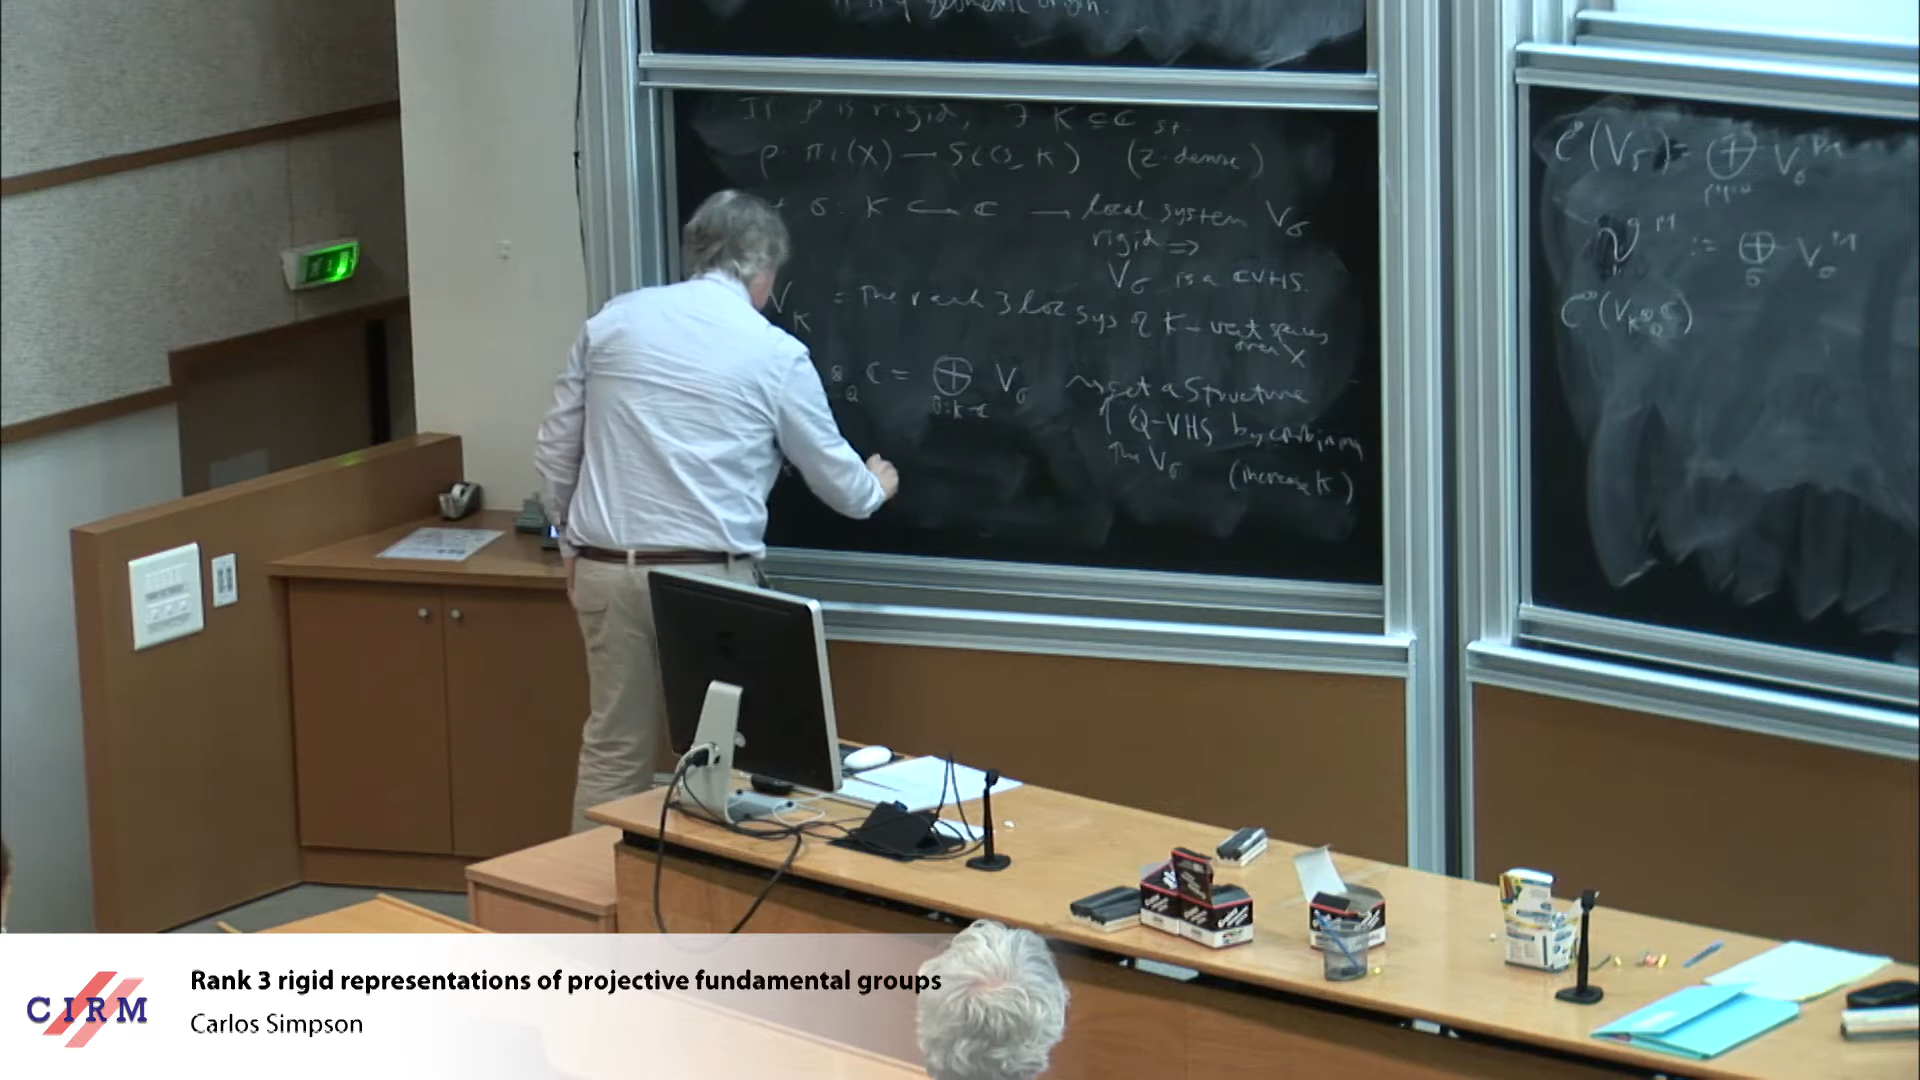 If ρ is rigid, ∃ K ⊆ ℂ st.
ρ: π₁(X) → SL(3, K) (Z-dense)
σ: K ↪ ℂ → local system V_σ
rigid ⇒
V_σ is a ℂVHS.
V_K = the rank 3 loc sys of K-vect spaces
over X
⊗_Q ℂ = ⊕_{σ:K→ℂ} V_σ ⇝ get a structure
of Q-VHS by combining
the V_σ (increase K)
C^∞(V_σ) = ⊕ V_σ^{p,q}
:= ⊕_σ V_σ
C^∞(V_K ⊗_Q ℂ)
CIRM
Rank 3 rigid representations of projective fundamental groups
Carlos Simpson